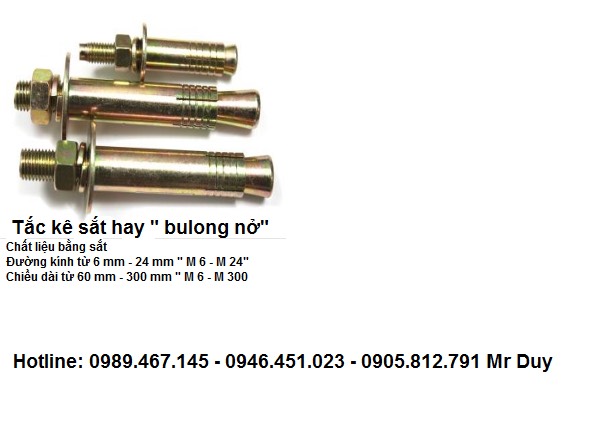 Tắc kê sắt hay " bulong nở"
Chất liệu bằng sắt
Đường kính từ 6 mm - 24 mm " M 6 - M 24"
Chiều dài từ 60 mm - 300 mm " M 6 - M 300
Hotline: 0989.467.145 - 0946.451.023 - 0905.812.791 Mr Duy